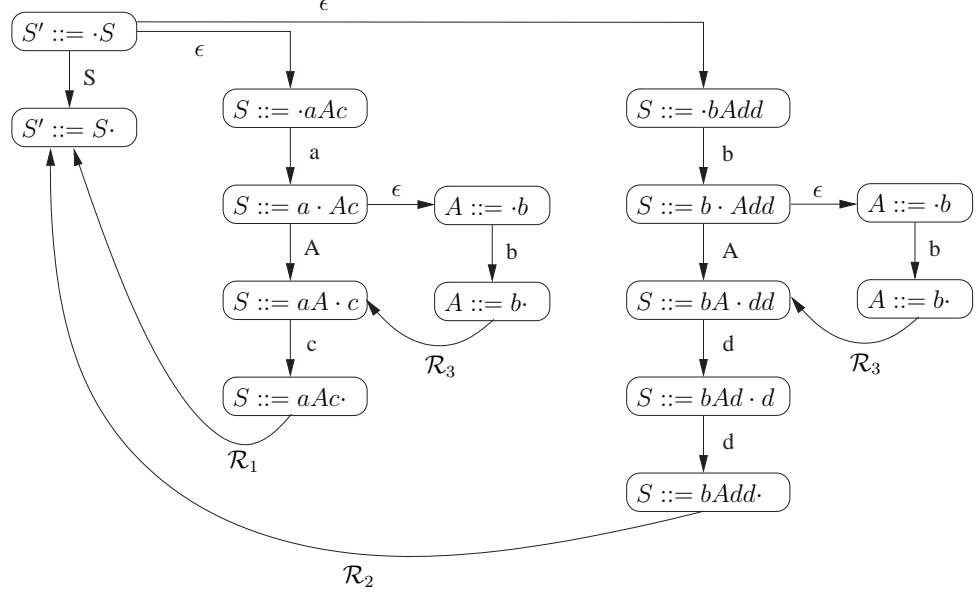 ϵ
S′ ::= ·S
ϵ
S
S ::= ·aAc
S ::= ·bAdd
S′ ::= S·
a
b
S ::= a · Ac
ϵ
A ::= ·b
S ::= b · Add
ϵ
A ::= ·b
A
b
A
b
S ::= aA · c
A ::= b·
S ::= bA · dd
A ::= b·
c
R₃
d
R₃
S ::= aAc·
S ::= bAd · d
R₁
d
S ::= bAdd·
R₂